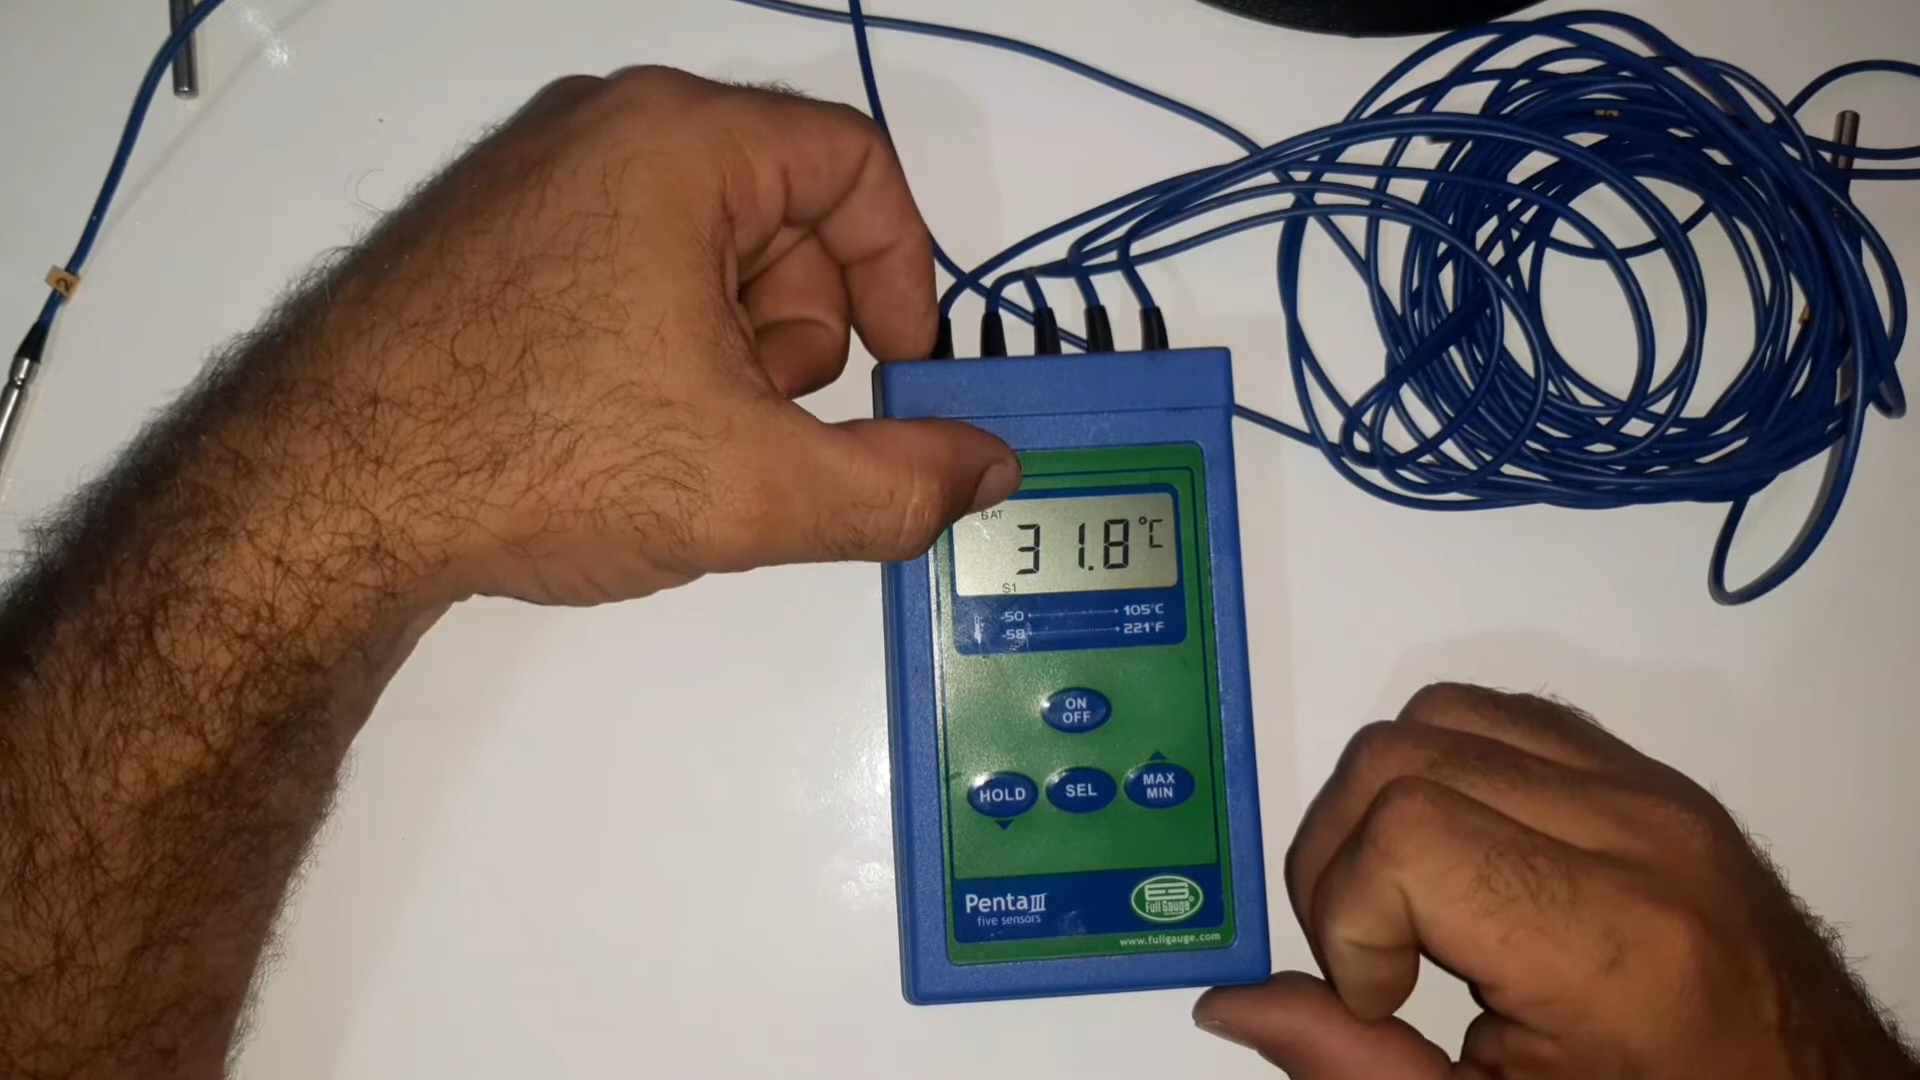 2
BAT
31.8°C
S1
-50 105°C
-58 221°F
ON
OFF
HOLD
SEL
MAX
MIN
Penta III
five sensors
Full Gauge
www.fullgauge.com